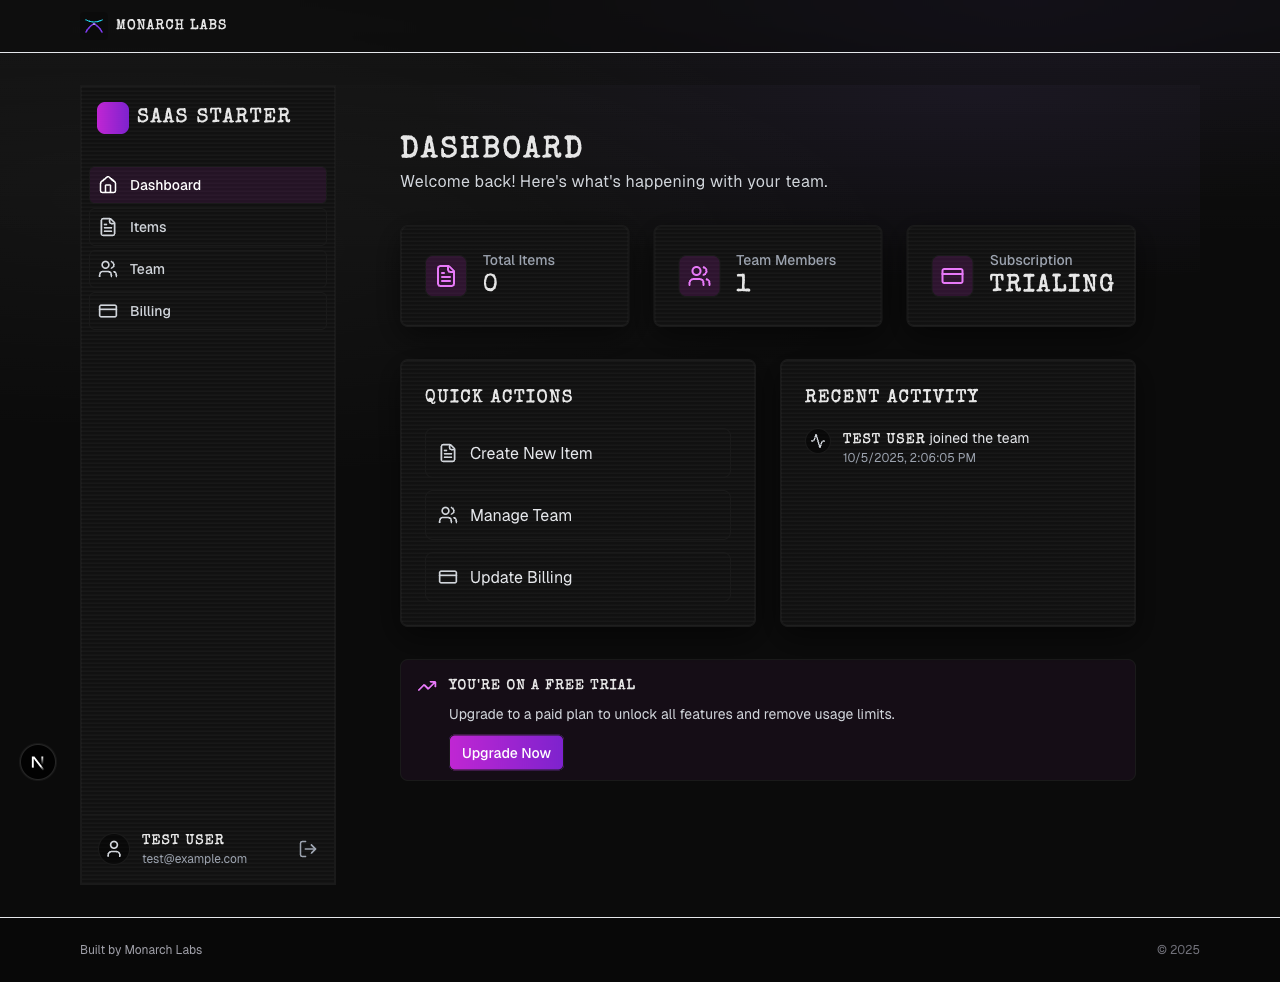 MONARCH LABS
SAAS STARTER
Dashboard
Items
Team
Billing
TEST USER
test@example.com
DASHBOARD
Welcome back! Here's what's happening with your team.
Total Items
0
Team Members
1
Subscription
TRIALING
QUICK ACTIONS
Create New Item
Manage Team
Update Billing
RECENT ACTIVITY
TEST USER joined the team
10/5/2025, 2:06:05 PM
YOU'RE ON A FREE TRIAL
Upgrade to a paid plan to unlock all features and remove usage limits.
Upgrade Now
N
Built by Monarch Labs
© 2025